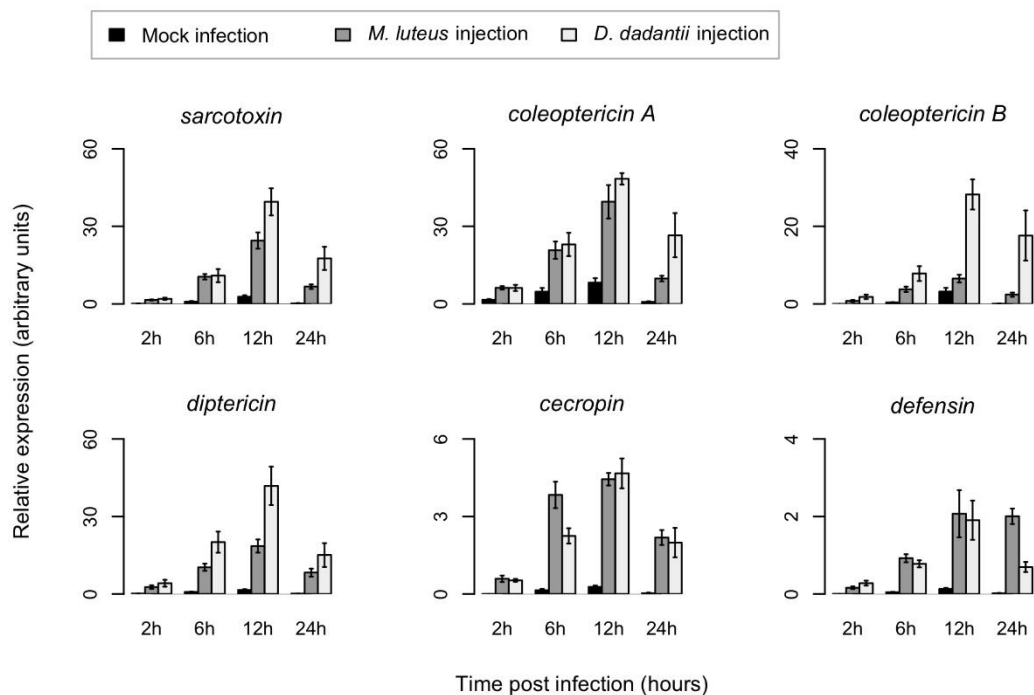 Mock infection M. luteus injection D. dadantii injection
sarcotoxin
coleoptericin A
coleoptericin B
60
30
0
2h 6h 12h 24h
60
30
0
2h 6h 12h 24h
40
20
0
2h 6h 12h 24h
Relative expression (arbitrary units)
diptericin
cecropin
defensin
60
30
0
2h 6h 12h 24h
6
3
0
2h 6h 12h 24h
4
2
0
2h 6h 12h 24h
Time post infection (hours)